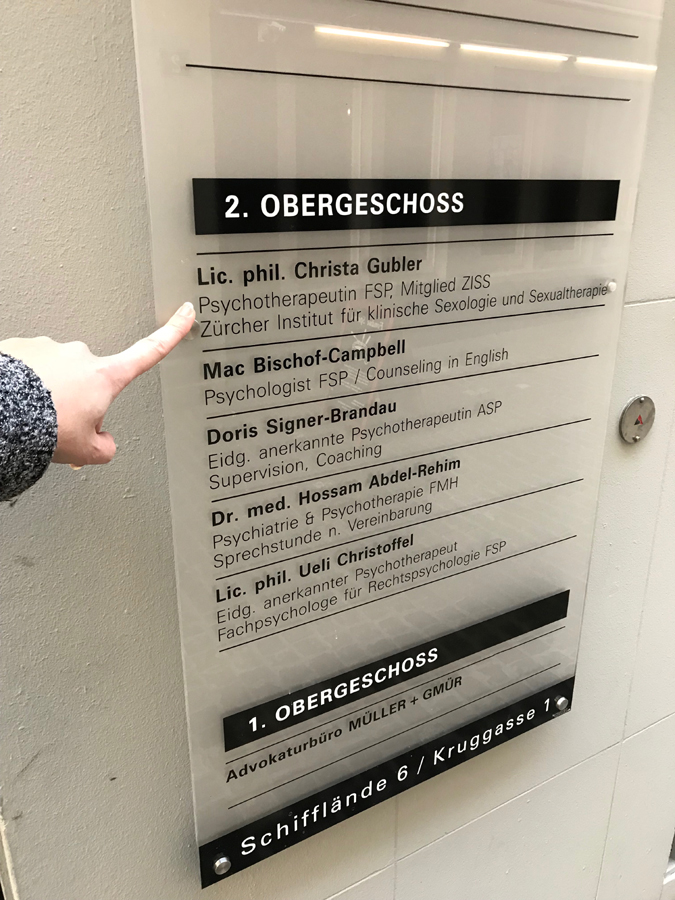 2. OBERGESCHOSS
Lic. phil. Christa Gubler
Psychotherapeutin FSP, Mitglied ZISS
Zürcher Institut für klinische Sexologie und Sexualtherapie
Mac Bischof-Campbell
Psychologist FSP / Counseling in English
Doris Signer-Brandau
Eidg. anerkannte Psychotherapeutin ASP
Supervision, Coaching
Dr. med. Hossam Abdel-Rehim
Psychiatrie & Psychotherapie FMH
Sprechstunde n. Vereinbarung
Lic. phil. Ueli Christoffel
Eidg. anerkannter Psychotherapeut
Fachpsychologe für Rechtspsychologie FSP
1. OBERGESCHOSS
Advokaturbüro MÜLLER + GMÜR
Schifflände 6 / Kruggasse 1